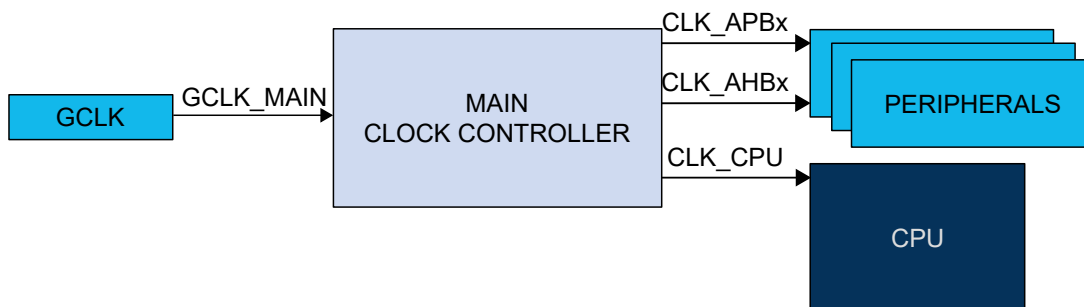 GCLK
GCLK_MAIN
MAIN
CLOCK CONTROLLER
CLK_APBx
CLK_AHBx
CLK_CPU
PERIPHERALS
CPU